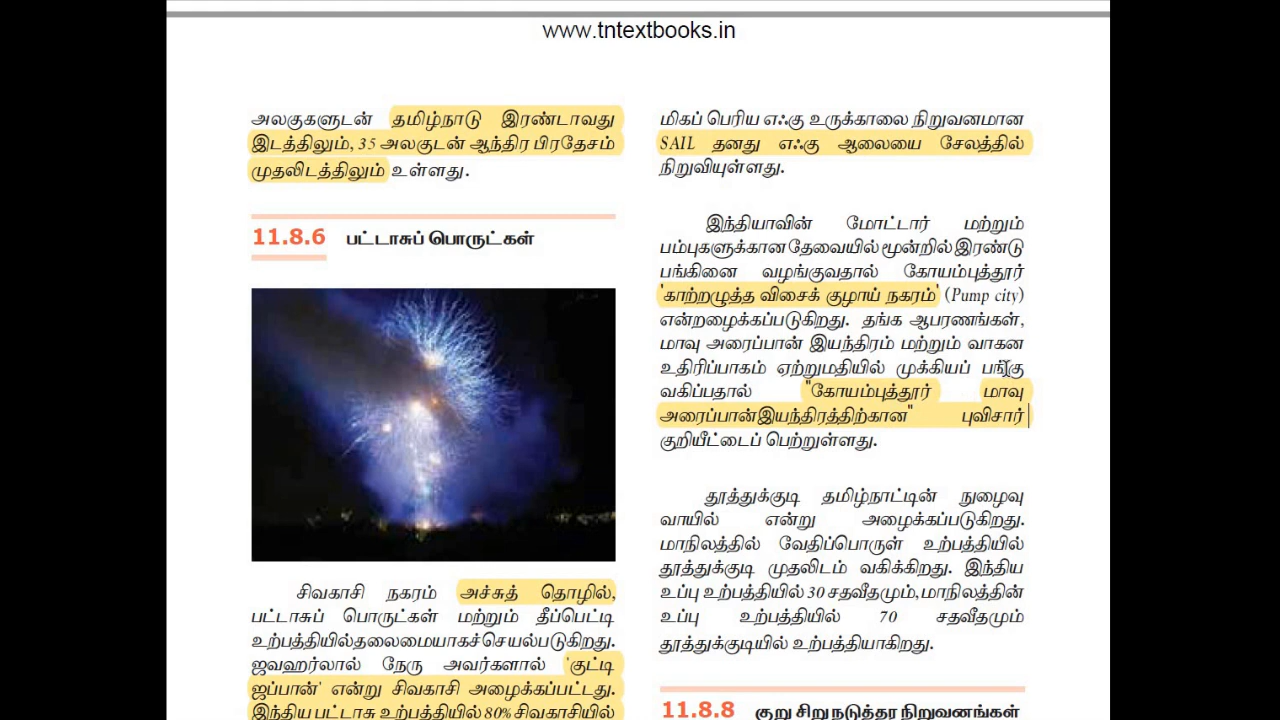 www.tntextbooks.in
அலகுகளுடன் தமிழ்நாடு இரண்டாவது
இடத்திலும், 35 அலகுடன் ஆந்திர பிரதேசம்
முதலிடத்திலும் உள்ளது.
11.8.6 பட்டாசுப் பொருட்கள்
சிவகாசி நகரம் அச்சுத் தொழில்,
பட்டாசுப் பொருட்கள் மற்றும் தீப்பெட்டி
உற்பத்தியில்தலைமையாகச்செயல்படுகிறது.
ஜவஹர்லால் நேரு அவர்களால் 'குட்டி
ஜப்பான்' என்று சிவகாசி அழைக்கப்பட்டது.
இந்திய பட்டாசு உற்பத்தியில் 80% சிவகாசியில்
மிகப் பெரிய எஃகு உருக்காலை நிறுவனமான
SAIL தனது எஃகு ஆலையை சேலத்தில்
நிறுவியுள்ளது.
இந்தியாவின் மோட்டார் மற்றும்
பம்புகளுக்கான தேவையில் மூன்றில் இரண்டு
பங்கினை வழங்குவதால் கோயம்புத்தூர்
'காற்றழுத்த விசைக் குழாய் நகரம்' (Pump city)
என்றழைக்கப்படுகிறது. தங்க ஆபரணங்கள்,
மாவு அரைப்பான் இயந்திரம் மற்றும் வாகன
உதிரிப்பாகம் ஏற்றுமதியில் முக்கியப் பங்கு
வகிப்பதால் "கோயம்புத்தூர் மாவு
அரைப்பான்இயந்திரத்திற்கான" புவிசார்
குறியீட்டைப் பெற்றுள்ளது.
தூத்துக்குடி தமிழ்நாட்டின் நுழைவு
வாயில் என்று அழைக்கப்படுகிறது.
மாநிலத்தில் வேதிப்பொருள் உற்பத்தியில்
தூத்துக்குடி முதலிடம் வகிக்கிறது. இந்திய
உப்பு உற்பத்தியில் 30 சதவீதமும், மாநிலத்தின்
உப்பு உற்பத்தியில் 70 சதவீதமும்
தூத்துக்குடியில் உற்பத்தியாகிறது.
11.8.8 குறு சிறு நடுத்தர நிறுவனங்கள்